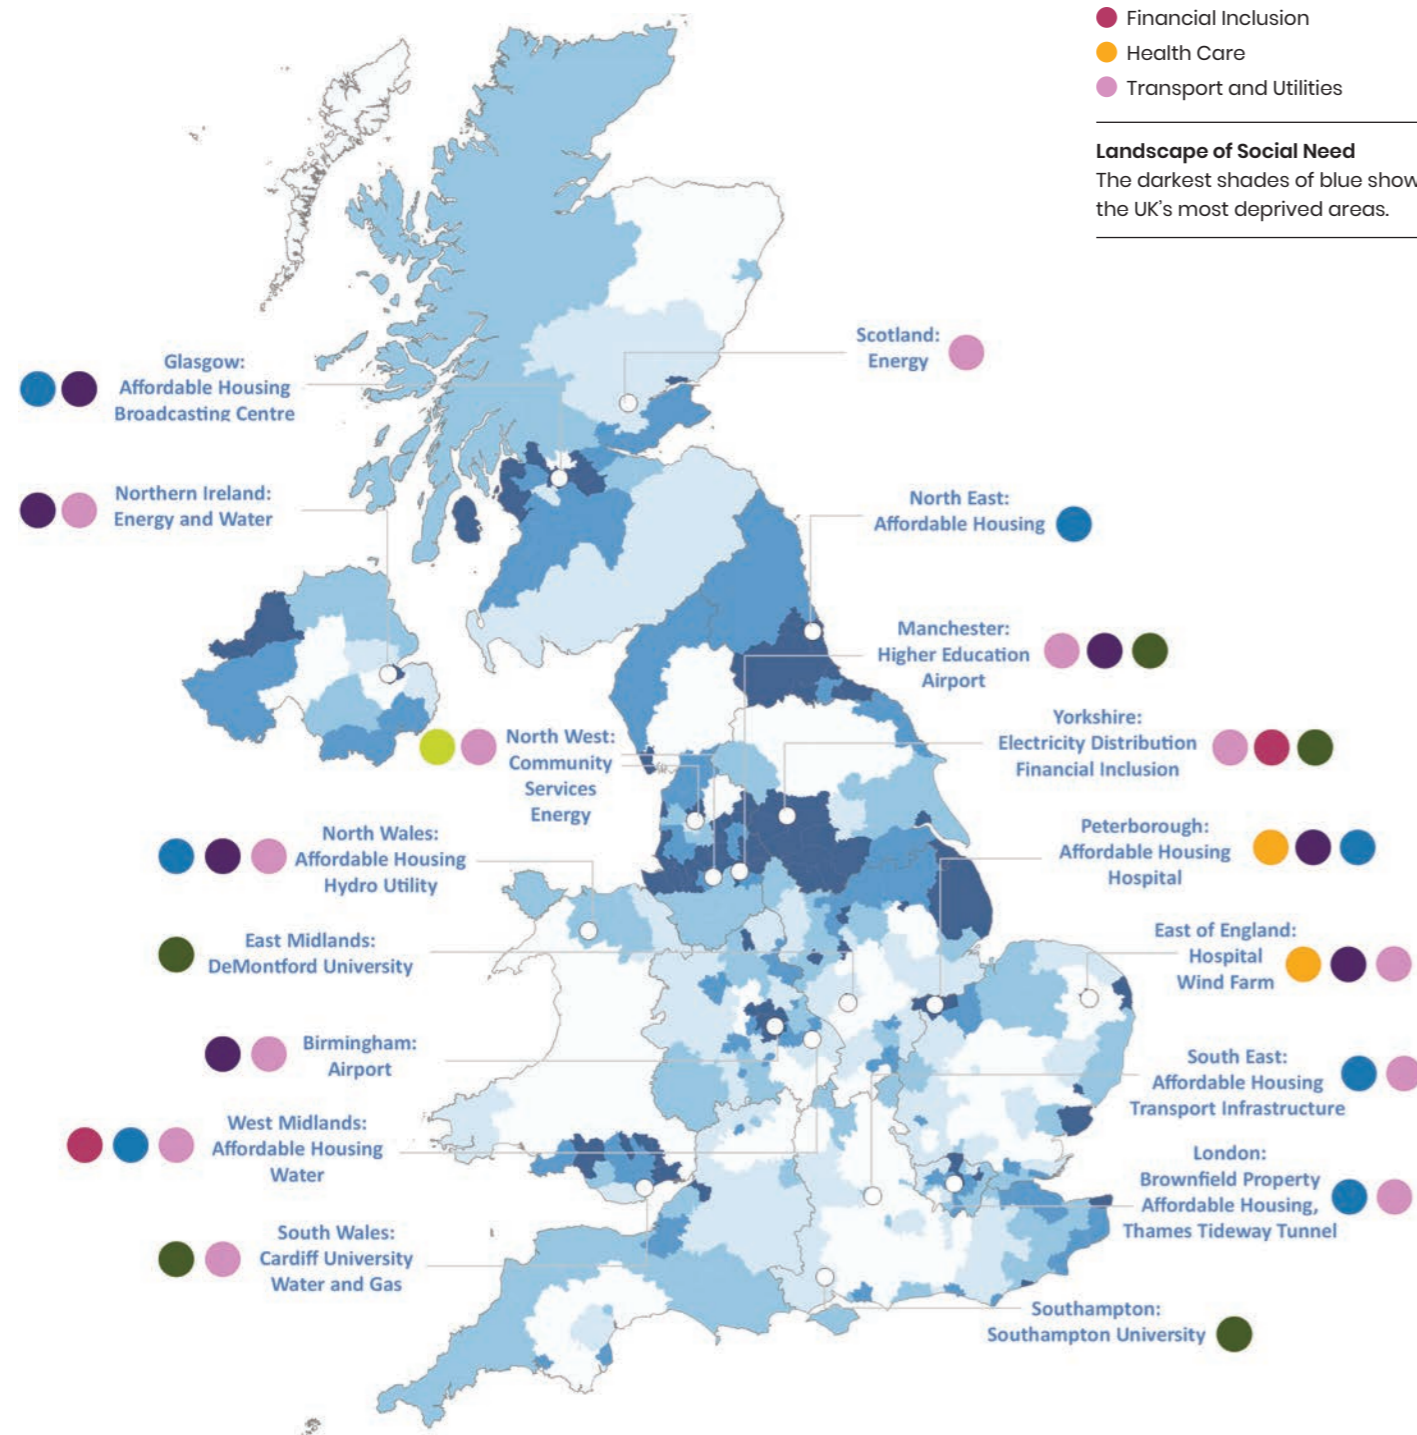 Financial Inclusion
Health Care
Transport and Utilities
Landscape of Social Need
The darkest shades of blue show
the UK's most deprived areas.
Scotland:
Energy
Glasgow:
Affordable Housing
Broadcasting Centre
Northern Ireland:
Energy and Water
North East:
Affordable Housing
Manchester:
Higher Education
Airport
Yorkshire:
Electricity Distribution
Financial Inclusion
North West:
Community
Services
Energy
North Wales:
Affordable Housing
Hydro Utility
Peterborough:
Affordable Housing
Hospital
East Midlands:
DeMontford University
East of England:
Hospital
Wind Farm
Birmingham:
Airport
South East:
Affordable Housing
Transport Infrastructure
West Midlands:
Affordable Housing
Water
London:
Brownfield Property
Affordable Housing,
Thames Tideway Tunnel
South Wales:
Cardiff University
Water and Gas
Southampton:
Southampton University